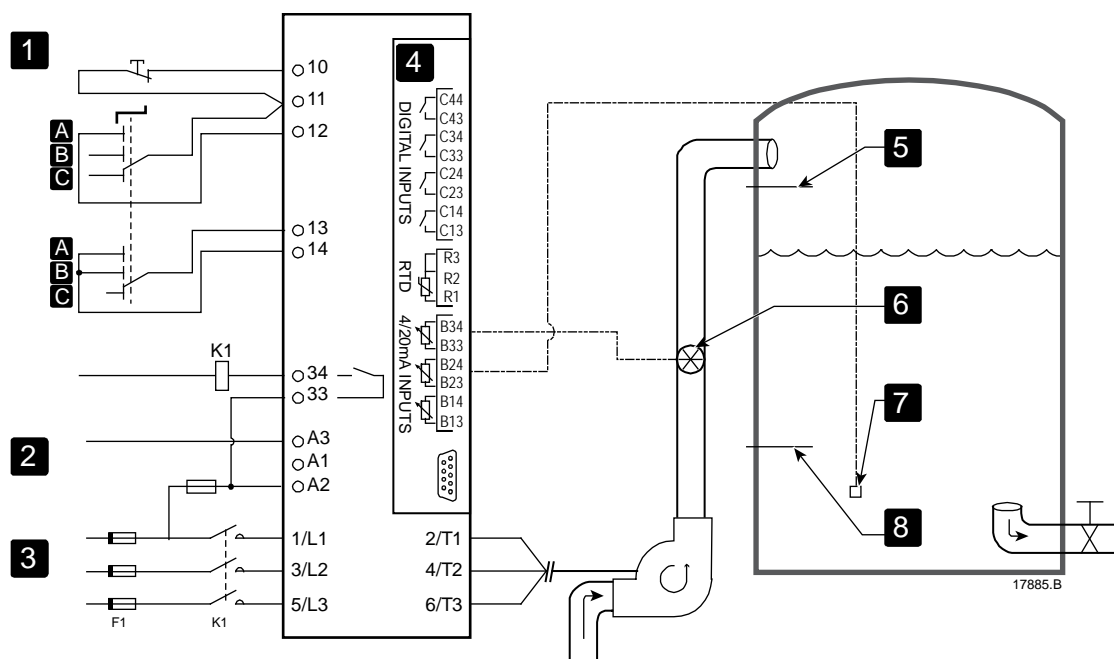 1
10
11
12
A
B
C
13
14
A
B
C
K1
34
33
2
A3
A1
A2
3
1/L1
3/L2
5/L3
F1
K1
2/T1
4/T2
6/T3
4
DIGITAL INPUTS
C44
C43
C34
C33
C24
C23
C14
C13
RTD
R3
R2
R1
4/20mA INPUTS
B34
B33
B24
B23
B14
B13
5
6
7
8
17885.B